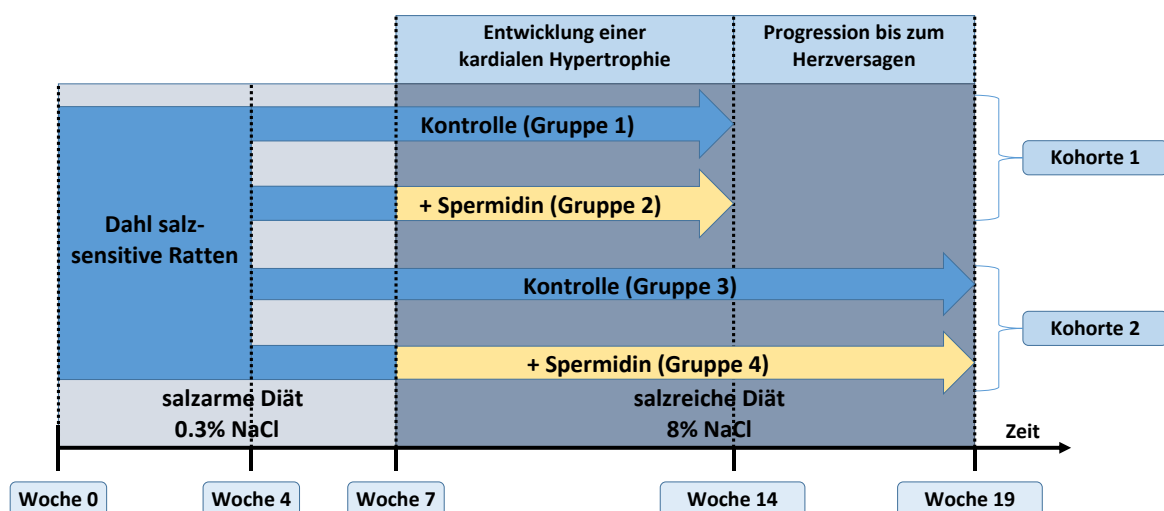 Entwicklung einer
kardialen Hypertrophie
Progression bis zum
Herzversagen
Kontrolle (Gruppe 1)
Kohorte 1
+ Spermidin (Gruppe 2)
Dahl salz-
sensitive Ratten
Kontrolle (Gruppe 3)
Kohorte 2
+ Spermidin (Gruppe 4)
salzarme Diät
0.3% NaCl
salzreiche Diät
8% NaCl
Zeit
Woche 0
Woche 4
Woche 7
Woche 14
Woche 19